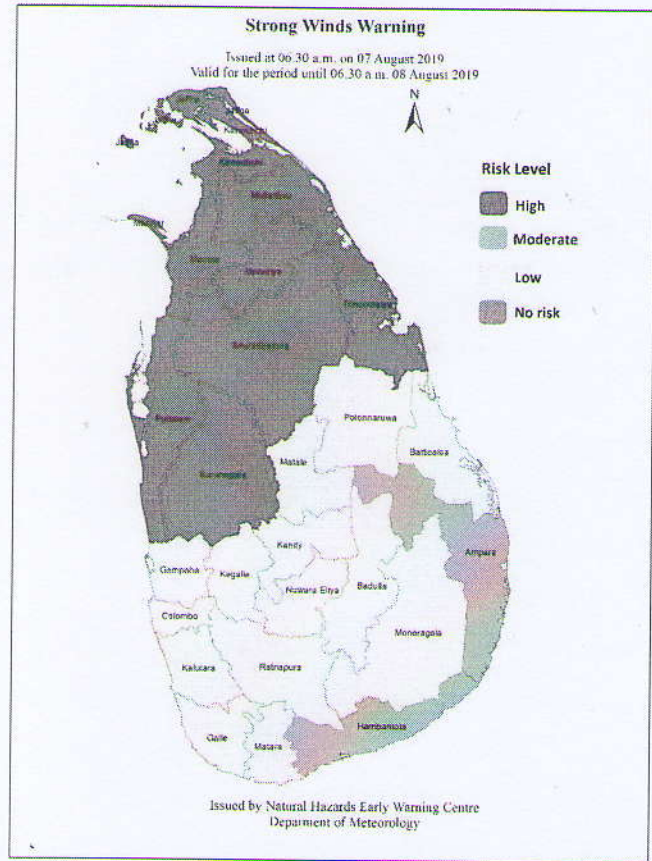 Strong Winds Warning
Issued at 06.30 a.m. on 07 August 2019
Valid for the period until 06.30 a.m. 08 August 2019
N
Risk Level
High
Moderate
Low
No risk
Jaffna
Kilinochchi
Mullaitivu
Mannar
Vavuniya
Trincomalee
Anuradhapura
Puttalam
Polonnaruwa
Batticaloa
Matale
Kurunegala
Kandy
Ampara
Gampaha
Kegalle
Nuwara Eliya
Badulla
Colombo
Moneragala
Kalutara
Ratnapura
Hambantota
Galle
Matara
Issued by Natural Hazards Early Warning Centre
Deparment of Meteorology